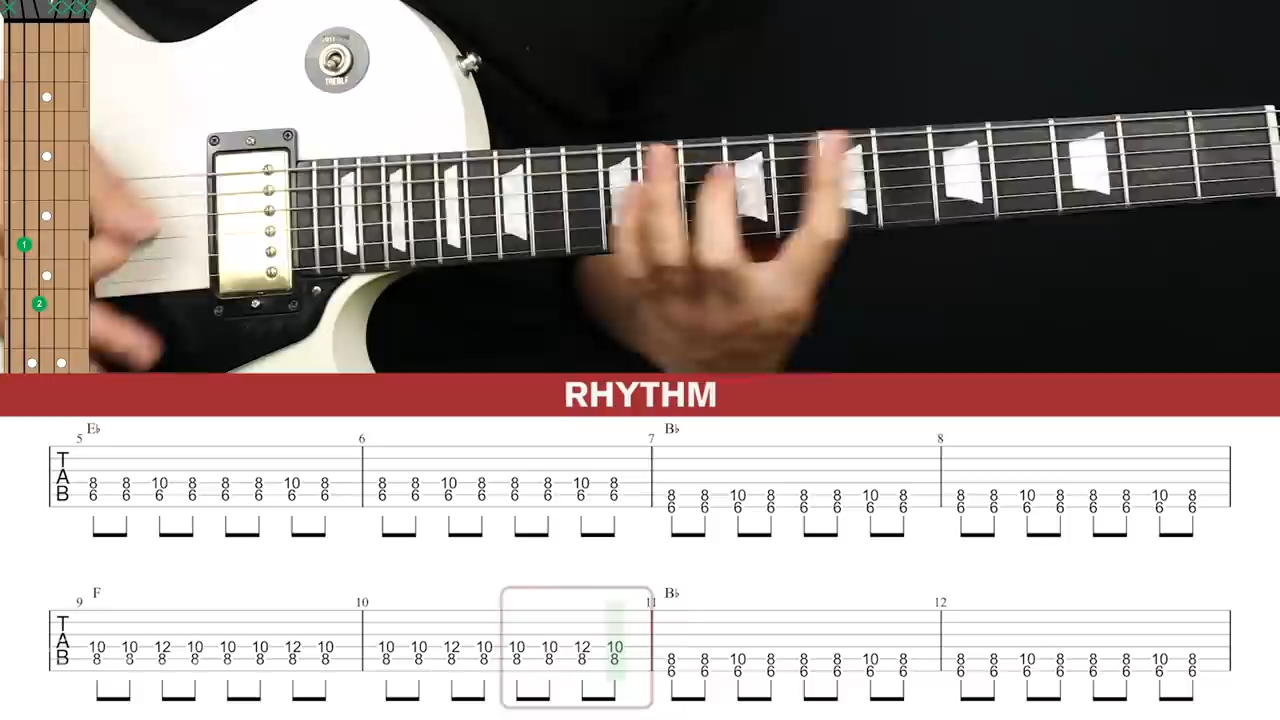 X XXX
TREBLE
1
2
RHYTHM
E♭ B♭
5 6 7 8
T
A 8 8 10 8 8 8 10 8 8 8 10 8 8 8 10 8
B 6 6 6 6 6 6 6 6 6 6 6 6 6 6 6 6 8 8 10 8 8 8 10 8 8 8 10 8 8 8 10 8
6 6 6 6 6 6 6 6 6 6 6 6 6 6 6 6
F B♭
9 10 11 12
T
A 10 10 12 10 10 10 12 10 10 10 12 10 10 10 12 10
B 8 8 8 8 8 8 8 8 8 8 8 8 8 8 8 8 8 8 10 8 8 8 10 8 8 8 10 8 8 8 10 8
6 6 6 6 6 6 6 6 6 6 6 6 6 6 6 6